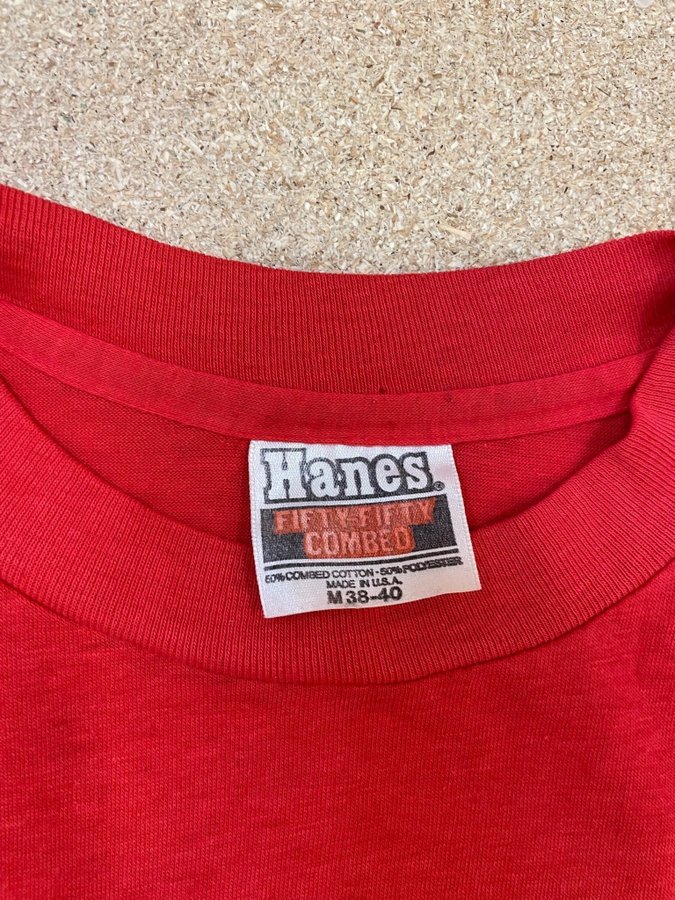 Hanes®
FIFTY-FIFTY
COMBED
50% COMBED COTTON - 50% POLYESTER
MADE IN U.S.A.
M 38-40